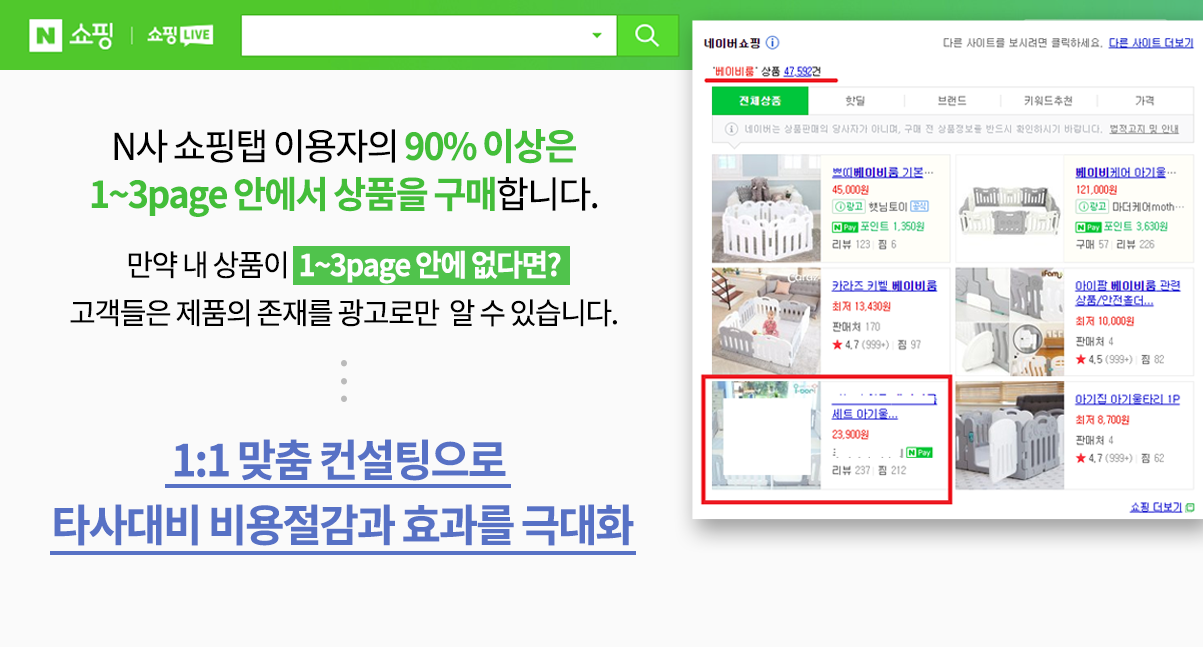 N 쇼핑 쇼핑 LIVE
N사 쇼핑탭 이용자의 90% 이상은
1~3page 안에서 상품을 구매합니다.
만약 내 상품이 1~3page 안에 없다면?
고객들은 제품의 존재를 광고로만 알 수 있습니다.
1:1 맞춤 컨설팅으로
타사대비 비용절감과 효과를 극대화
네이버쇼핑 다른 사이트를 보시려면 클릭하세요. 다른 사이트 더보기
'베이비룸' 상품 47,592건
전체상품 핫딜 브랜드 키워드추천 가격
네이버는 상품판매의 당사자가 아니며, 구매 전 상품정보를 반드시 확인하시기 바랍니다. 법적고지 및 안내
쁘띠베이비룸 기본…
45,000원
광고 햇님토이 공식
N Pay 포인트 1,350원
리뷰 123 찜 6
베이비케어 아기울…
121,000원
광고 마더케어moth…
N Pay 포인트 3,630원
구매 57 리뷰 226
카라즈 키벨 베이비룸
최저 13,430원
판매처 170
★ 4.7 (999+) 찜 97
iFam
아이팜 베이비룸 관련
상품/안전홀더...
최저 10,000원
판매처 4
★ 4.5 (999+) 찜 82
세트 아기울...
23,900원
N Pay
리뷰 237 찜 212
아기집 아기울타리 1P
최저 8,700원
판매처 4
★ 4.7 (999+) 찜 62
쇼핑 더보기